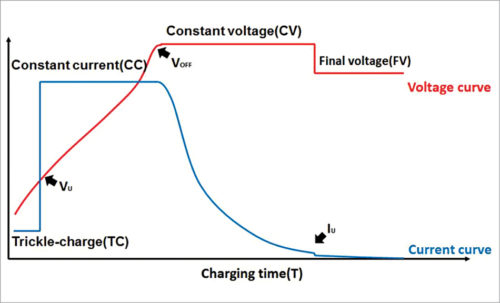 Constant voltage(CV)
Constant current(CC)
VOFF
Final voltage(FV)
Voltage curve
VU
Trickle-charge(TC)
IU
Current curve
Charging time(T)